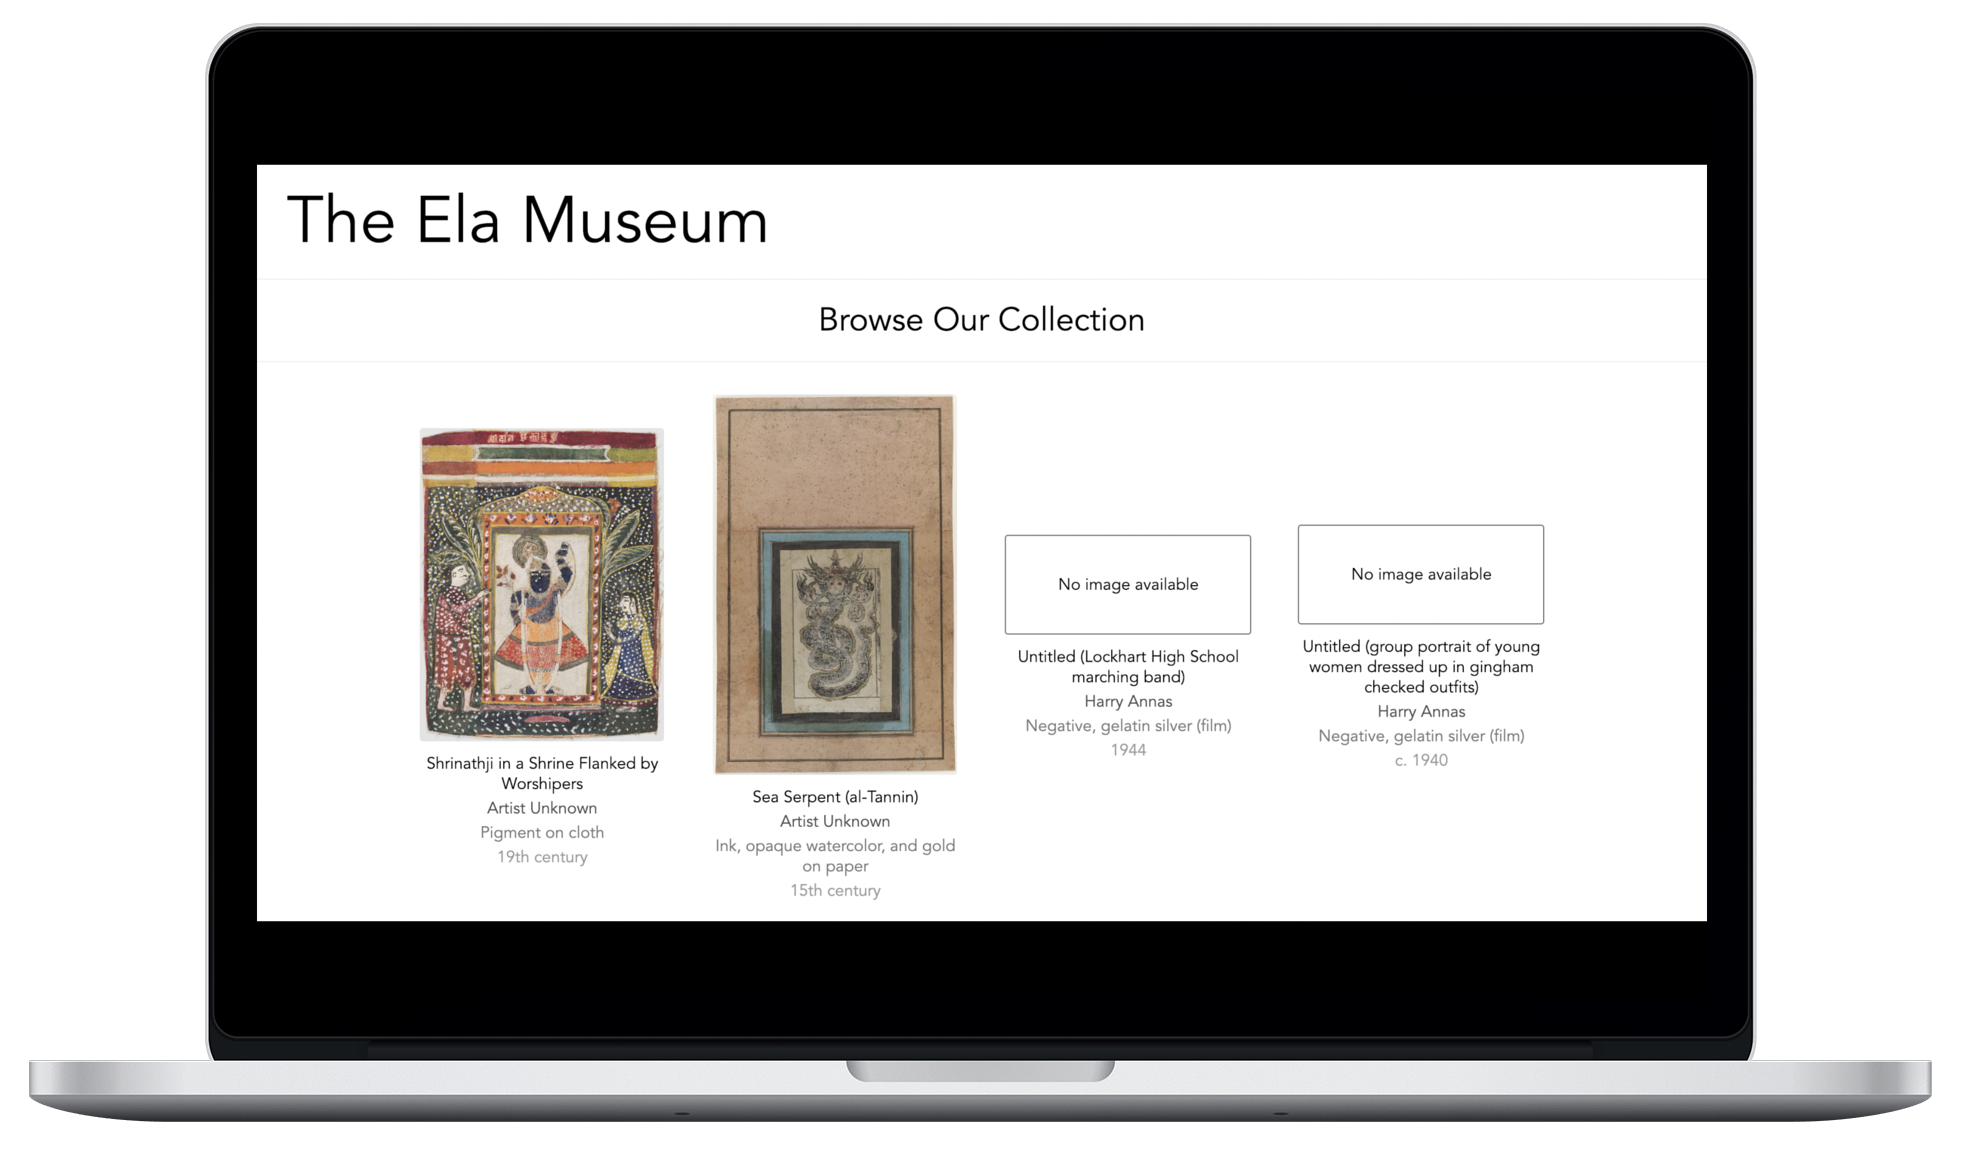 The Ela Museum
Browse Our Collection
Shrinathji in a Shrine Flanked by
Worshipers
Artist Unknown
Pigment on cloth
19th century
Sea Serpent (al-Tannin)
Artist Unknown
Ink, opaque watercolor, and gold
on paper
15th century
No image available
Untitled (Lockhart High School
marching band)
Harry Annas
Negative, gelatin silver (film)
1944
No image available
Untitled (group portrait of young
women dressed up in gingham
checked outfits)
Harry Annas
Negative, gelatin silver (film)
c. 1940